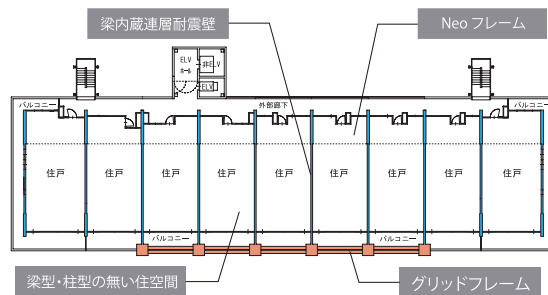 梁内蔵連層耐震壁
Neoフレーム
ELV
ホール
非ELV
ELV
バルコニー
外部廊下
バルコニー
住戸 住戸 住戸 住戸 住戸 住戸 住戸 住戸 住戸
バルコニー
バルコニー
梁型・柱型の無い住空間
グリッドフレーム